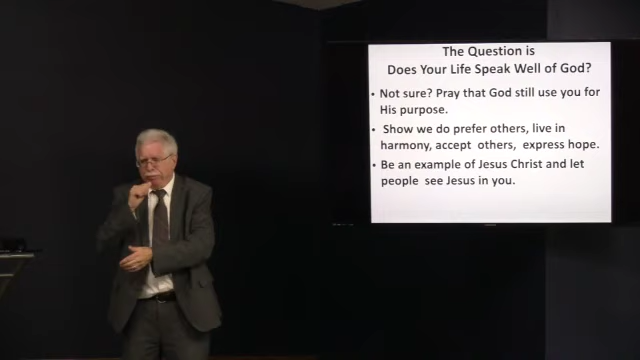 The Question is
Does Your Life Speak Well of God?
• Not sure? Pray that God still use you for
His purpose.
• Show we do prefer others, live in
harmony, accept others, express hope.
• Be an example of Jesus Christ and let
people see Jesus in you.